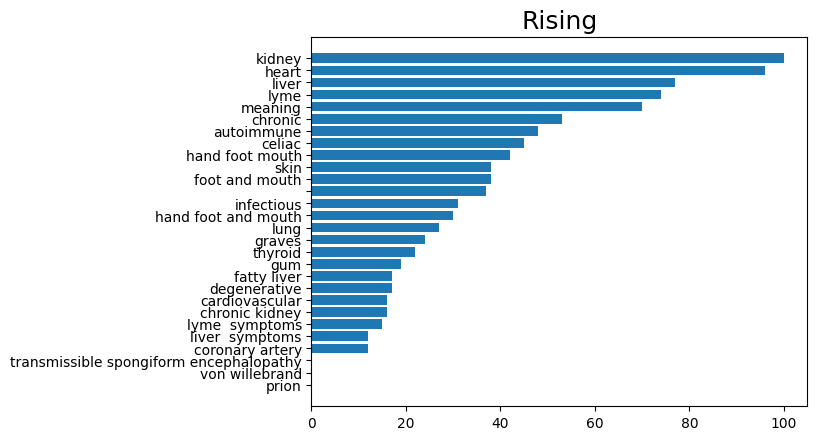 Rising
kidney
heart
liver
lyme
meaning
chronic
autoimmune
celiac
hand foot mouth
skin
foot and mouth
infectious
hand foot and mouth
lung
graves
thyroid
gum
fatty liver
degenerative
cardiovascular
chronic kidney
lyme  symptoms
liver  symptoms
coronary artery
transmissible spongiform encephalopathy
von willebrand
prion
0 20 40 60 80 100